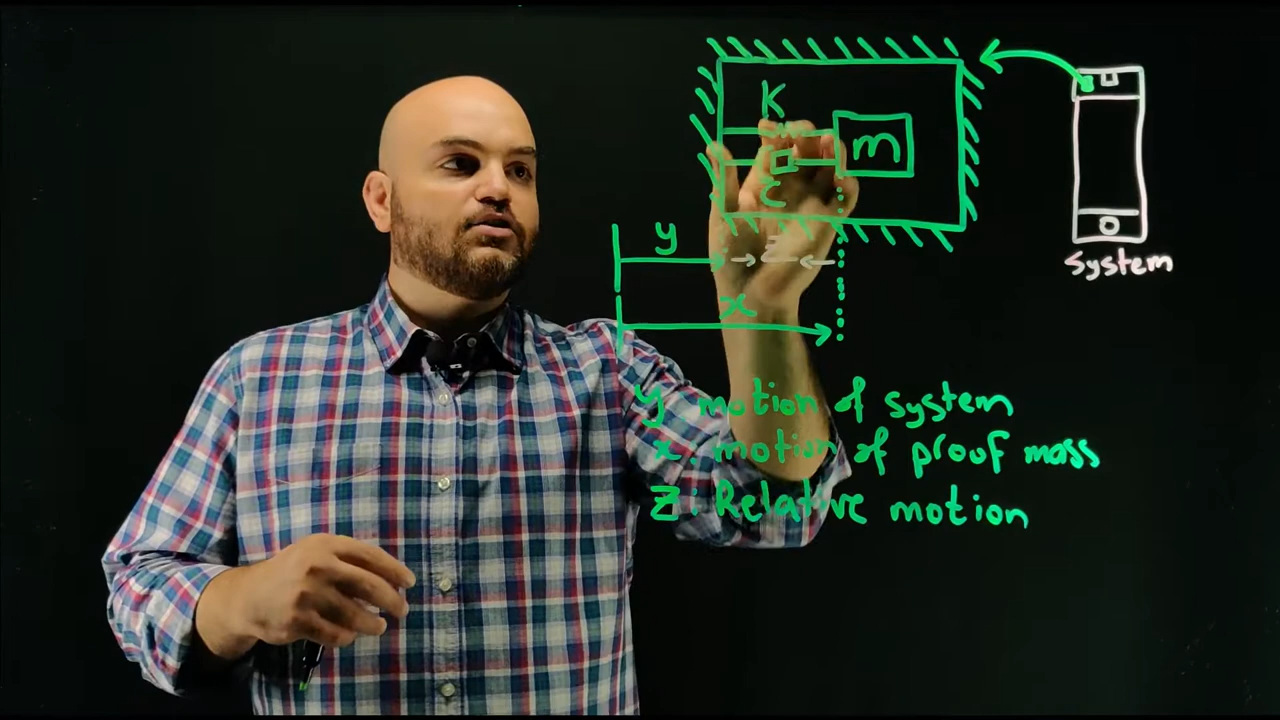 K
m
C
y
z
x
System
y motion of system
x: motion of proof mass
z: Relative motion